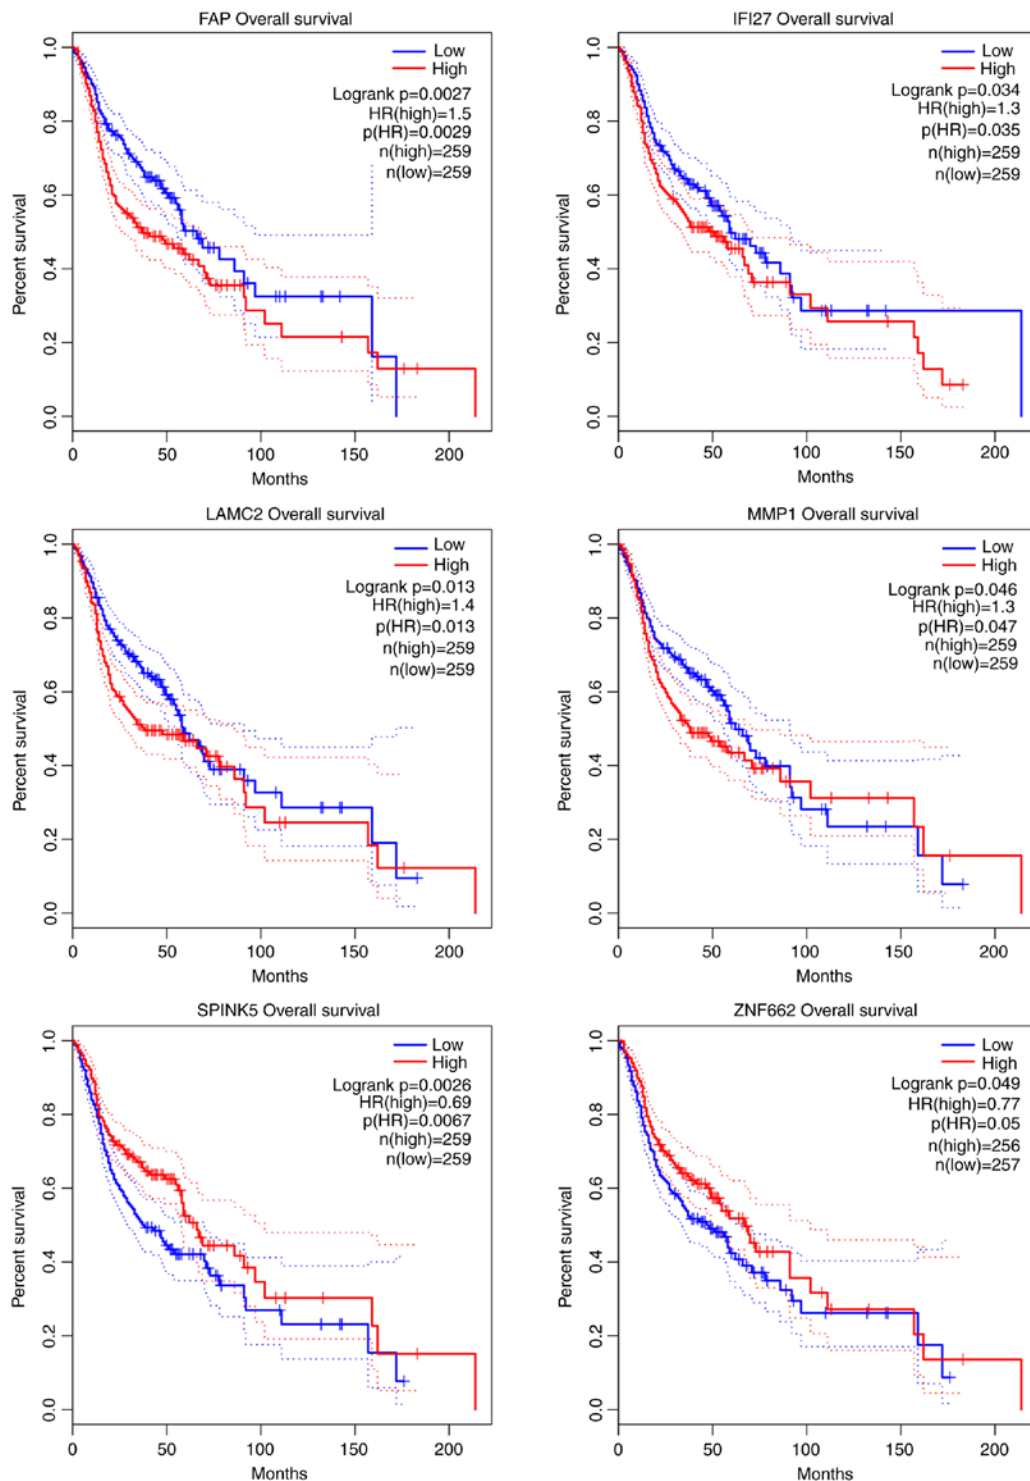 FAP Overall survival
Low
High
Logrank p=0.0027
HR(high)=1.5
p(HR)=0.0029
n(high)=259
n(low)=259
Percent survival
0.0 0.2 0.4 0.6 0.8 1.0
0 50 100 150 200
Months
IFI27 Overall survival
Low
High
Logrank p=0.034
HR(high)=1.3
p(HR)=0.035
n(high)=259
n(low)=259
Percent survival
0.0 0.2 0.4 0.6 0.8 1.0
0 50 100 150 200
Months
LAMC2 Overall survival
Low
High
Logrank p=0.013
HR(high)=1.4
p(HR)=0.013
n(high)=259
n(low)=259
Percent survival
0.0 0.2 0.4 0.6 0.8 1.0
0 50 100 150 200
Months
MMP1 Overall survival
Low
High
Logrank p=0.046
HR(high)=1.3
p(HR)=0.047
n(high)=259
n(low)=259
Percent survival
0.0 0.2 0.4 0.6 0.8 1.0
0 50 100 150 200
Months
SPINK5 Overall survival
Low
High
Logrank p=0.0026
HR(high)=0.69
p(HR)=0.0067
n(high)=259
n(low)=259
Percent survival
0.0 0.2 0.4 0.6 0.8 1.0
0 50 100 150 200
Months
ZNF662 Overall survival
Low
High
Logrank p=0.049
HR(high)=0.77
p(HR)=0.05
n(high)=256
n(low)=257
Percent survival
0.0 0.2 0.4 0.6 0.8 1.0
0 50 100 150 200
Months